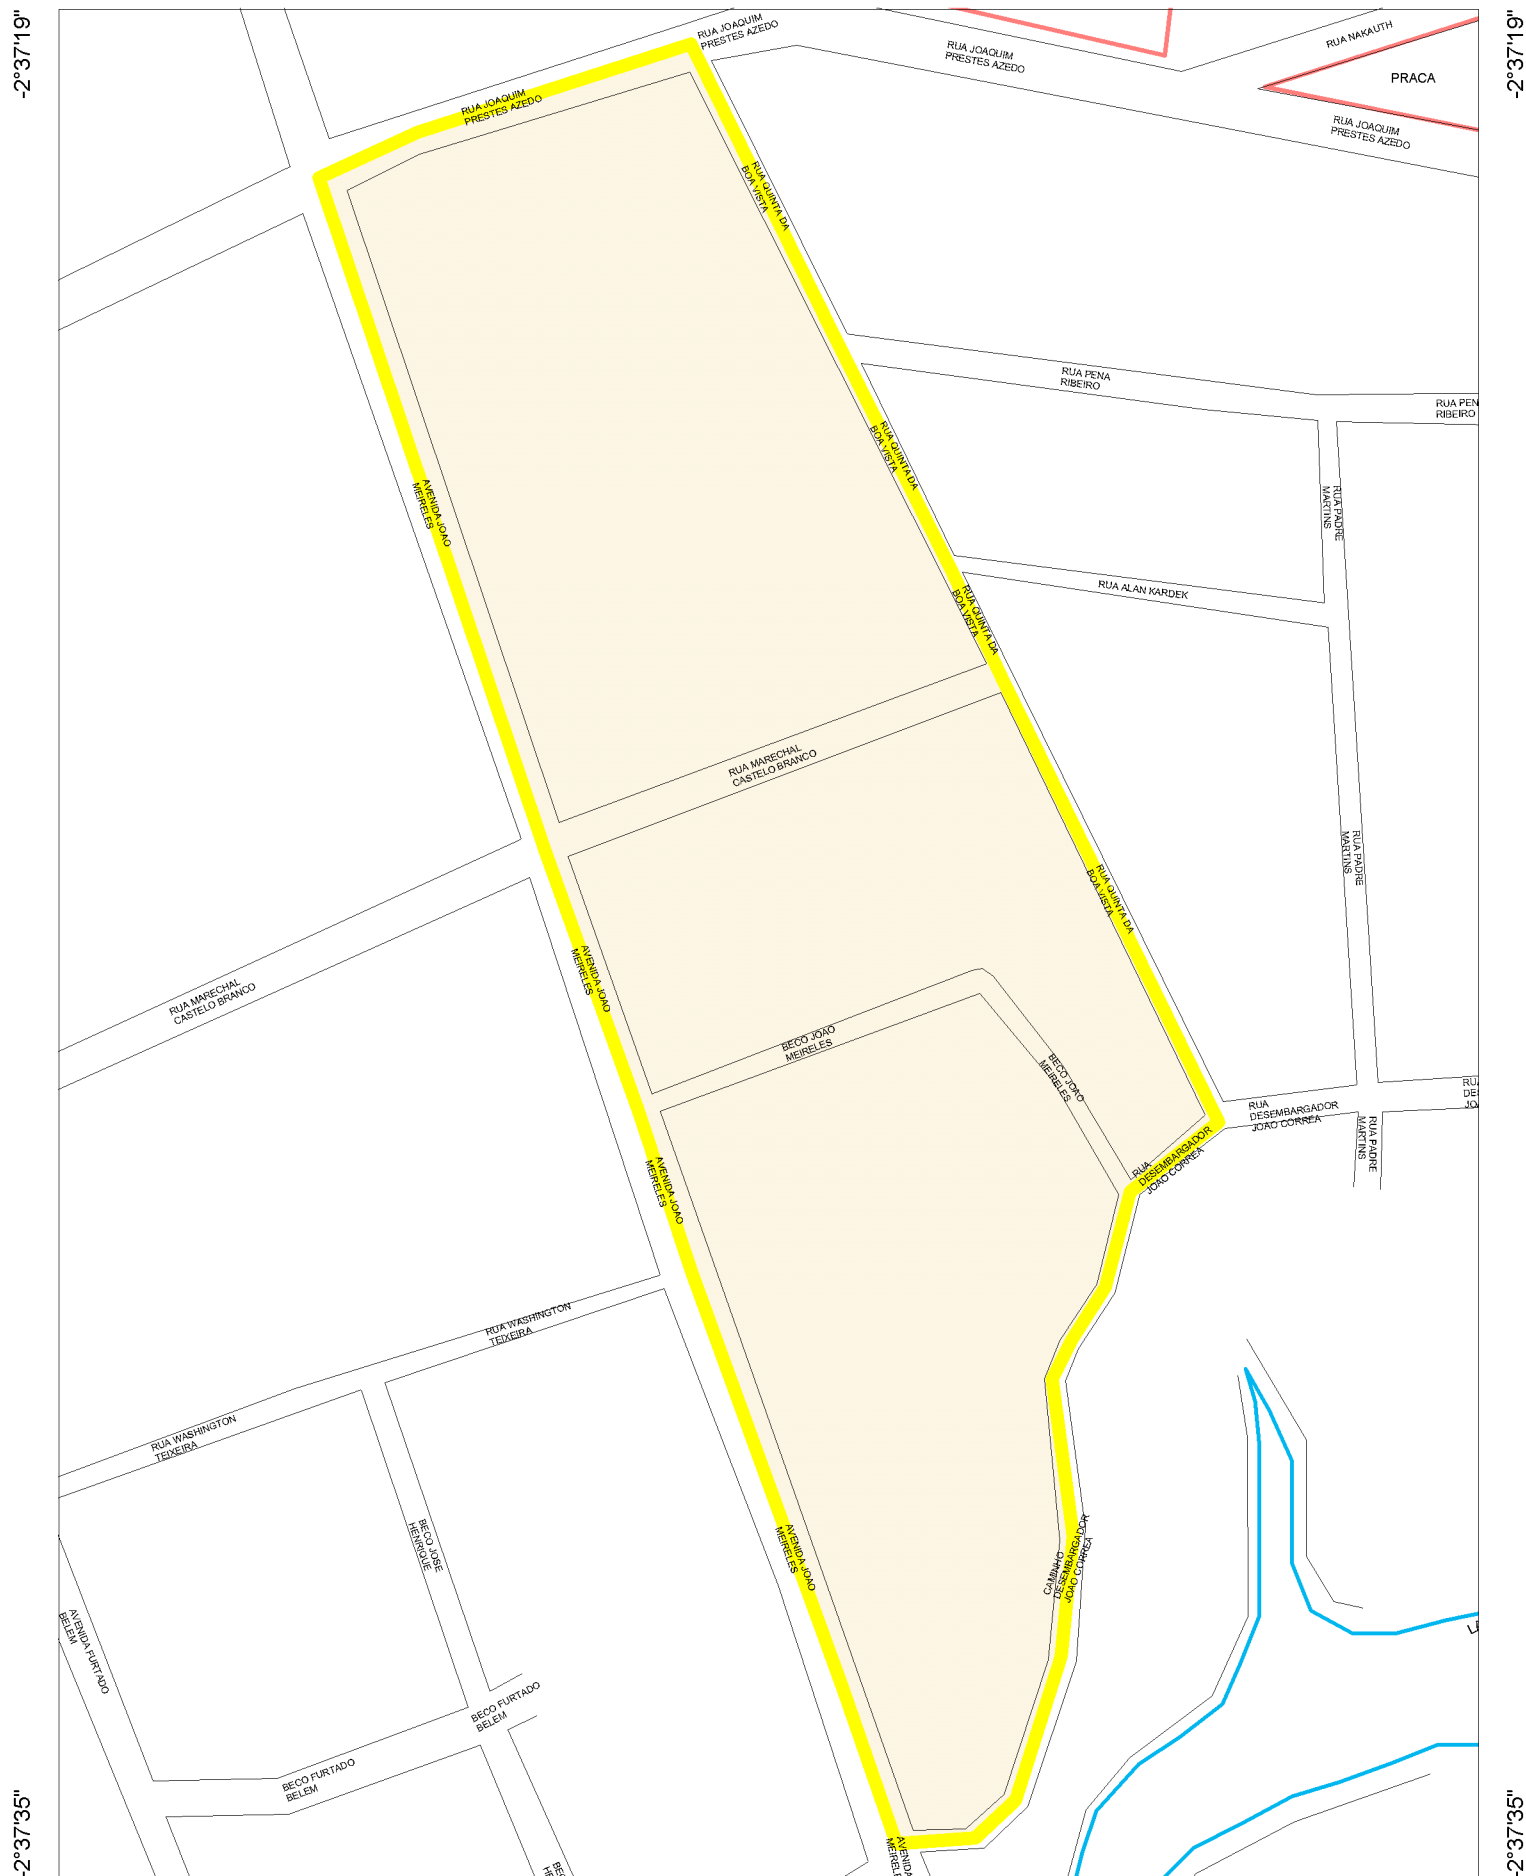 -2°37'19"
-2°37'19"
RUA JOAQUIM
PRESTES AZEDO
RUA JOAQUIM
PRESTES AZEDO
RUA NAKAUTH
PRACA
RUA JOAQUIM
PRESTES AZEDO
RUA JOAQUIM
PRESTES AZEDO
RUA QUINTA DA
BOA VISTA
RUA PENA
RIBEIRO
RUA PEN
RIBEIRO
RUA QUINTA DA
BOA VISTA
AVENIDA JOAO
MEIRELES
RUA PADRE
MARTINS
RUA ALAN KARDEK
RUA QUINTA DA
BOA VISTA
RUA MARECHAL
CASTELO BRANCO
RUA PADRE
MARTINS
RUA QUINTA DA
BOA VISTA
AVENIDA JOAO
MEIRELES
RUA MARECHAL
CASTELO BRANCO
BECO JOAO
MEIRELES
BECO JOAO
MEIRELES
RUA
DESEMBARGADOR
JOAO CORREA
RUA
DE
JO
RUA PADRE
MARTINS
RUA
DESEMBARGADOR
JOAO CORREA
AVENIDA JOAO
MEIRELES
RUA WASHINGTON
TEIXEIRA
RUA WASHINGTON
TEIXEIRA
BECO JOSE
HENRIQUE
AVENIDA JOAO
MEIRELES
CAMINHO
DESEMBARGADOR
JOAO CORREA
AVENIDA FURTADO
BELEM
BECO FURTADO
BELEM
BECO FURTADO
BELEM
AVENIDA
MEIRELE
-2°37'35"
-2°37'35"